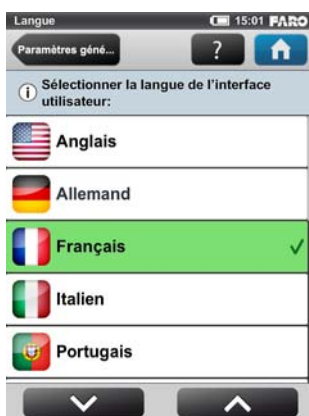 Langue 15:01 FARO
Paramètres géné... ?
Sélectionner la langue de l'interface
utilisateur:
Anglais
Allemand
Français
Italien
Portugais